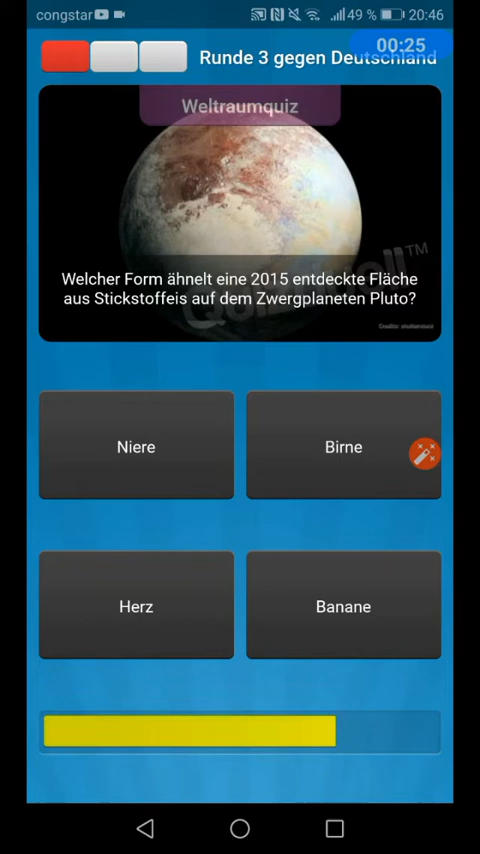 congstar
49 %
20:46
Runde 3 gegen Deutschland
00:25
Weltraumquiz
Welcher Form ähnelt eine 2015 entdeckte Fläche
aus Stickstoffeis auf dem Zwergplaneten Pluto?
Niere
Birne
Herz
Banane